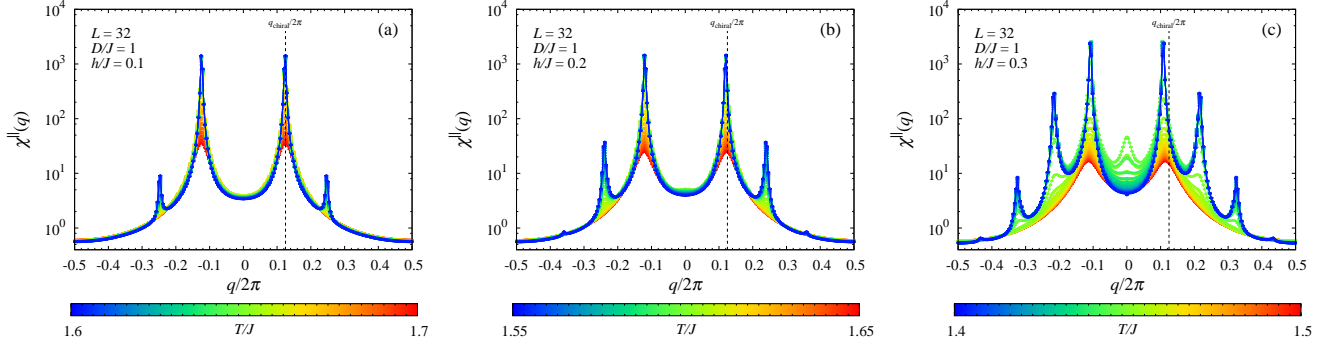 (a)
L = 32
D/J = 1
h/J = 0.1
q_chiral/2π
10^4
10^3
10^2
10^1
10^0
χ^||(q)
-0.5 -0.4 -0.3 -0.2 -0.1 0 0.1 0.2 0.3 0.4 0.5
q/2π
1.6 T/J 1.7
(b)
L = 32
D/J = 1
h/J = 0.2
q_chiral/2π
10^4
10^3
10^2
10^1
10^0
χ^||(q)
-0.5 -0.4 -0.3 -0.2 -0.1 0 0.1 0.2 0.3 0.4 0.5
q/2π
1.55 T/J 1.65
(c)
L = 32
D/J = 1
h/J = 0.3
q_chiral/2π
10^4
10^3
10^2
10^1
10^0
χ^||(q)
-0.5 -0.4 -0.3 -0.2 -0.1 0 0.1 0.2 0.3 0.4 0.5
q/2π
1.4 T/J 1.5